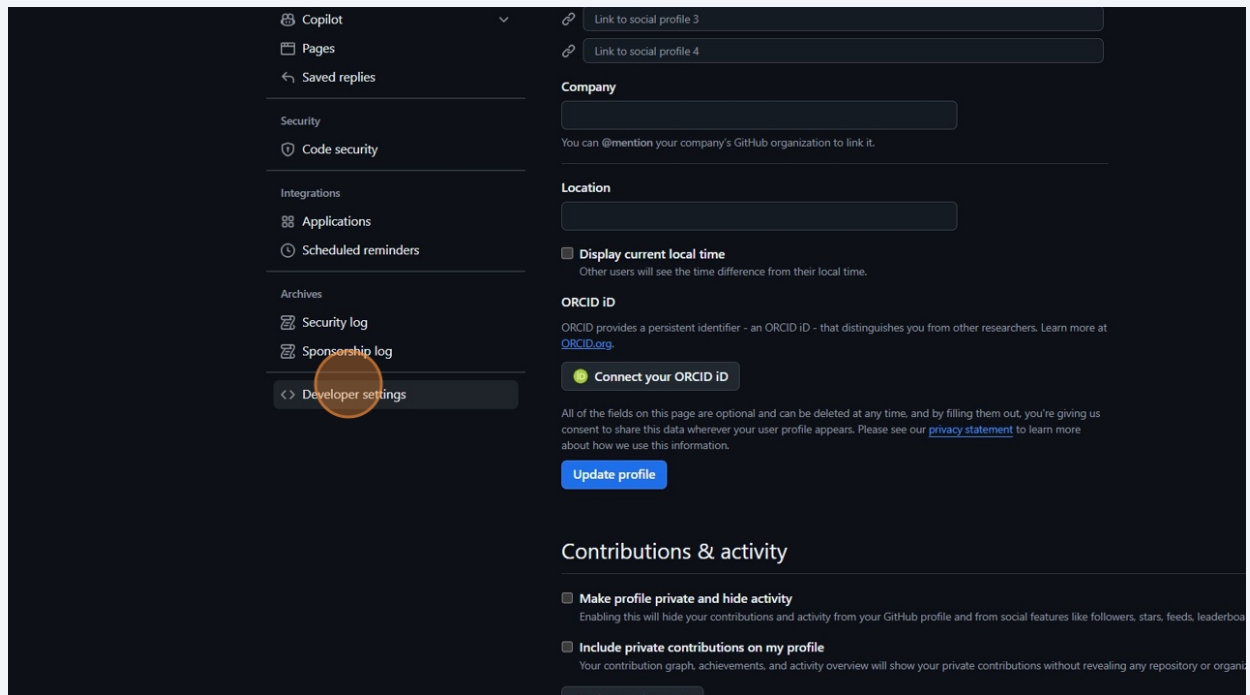 Copilot
Pages
Saved replies
Security
Code security
Integrations
Applications
Scheduled reminders
Archives
Security log
Sponsorship log
Developer settings
Link to social profile 3
Link to social profile 4
Company
You can @mention your company's GitHub organization to link it.
Location
Display current local time
Other users will see the time difference from their local time.
ORCID iD
ORCID provides a persistent identifier - an ORCID iD - that distinguishes you from other researchers. Learn more at
ORCID.org.
iD Connect your ORCID iD
All of the fields on this page are optional and can be deleted at any time, and by filling them out, you're giving us
consent to share this data wherever your user profile appears. Please see our privacy statement to learn more
about how we use this information.
Update profile
Contributions & activity
Make profile private and hide activity
Enabling this will hide your contributions and activity from your GitHub profile and from social features like followers, stars, feeds, leaderboa
Include private contributions on my profile
Your contribution graph, achievements, and activity overview will show your private contributions without revealing any repository or organiz